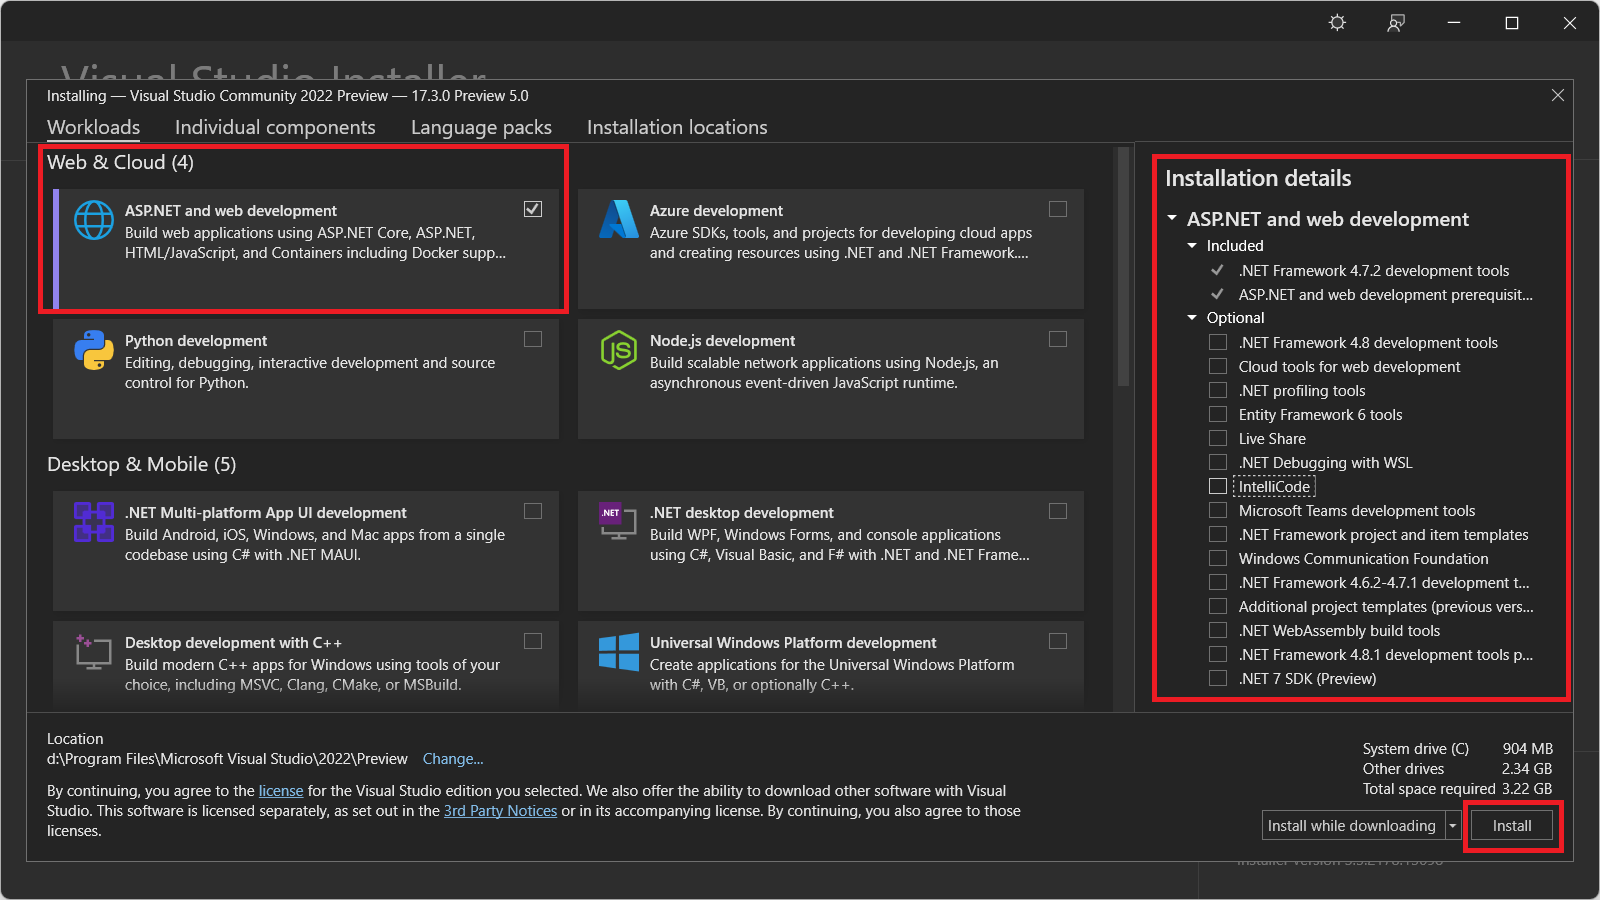 Visual Studio Installer
Installing — Visual Studio Community 2022 Preview — 17.3.0 Preview 5.0
Workloads
Individual components
Language packs
Installation locations
Web & Cloud (4)
ASP.NET and web development
Build web applications using ASP.NET Core, ASP.NET,
HTML/JavaScript, and Containers including Docker supp...
Azure development
Azure SDKs, tools, and projects for developing cloud apps
and creating resources using .NET and .NET Framework....
Python development
Editing, debugging, interactive development and source
control for Python.
JS
Node.js development
Build scalable network applications using Node.js, an
asynchronous event-driven JavaScript runtime.
Desktop & Mobile (5)
.NET Multi-platform App UI development
Build Android, iOS, Windows, and Mac apps from a single
codebase using C# with .NET MAUI.
.NET
.NET desktop development
Build WPF, Windows Forms, and console applications
using C#, Visual Basic, and F# with .NET and .NET Frame...
Desktop development with C++
Build modern C++ apps for Windows using tools of your
choice, including MSVC, Clang, CMake, or MSBuild.
Universal Windows Platform development
Create applications for the Universal Windows Platform
with C#, VB, or optionally C++.
Installation details
ASP.NET and web development
Included
.NET Framework 4.7.2 development tools
ASP.NET and web development prerequisit...
Optional
.NET Framework 4.8 development tools
Cloud tools for web development
.NET profiling tools
Entity Framework 6 tools
Live Share
.NET Debugging with WSL
IntelliCode
Microsoft Teams development tools
.NET Framework project and item templates
Windows Communication Foundation
.NET Framework 4.6.2-4.7.1 development t...
Additional project templates (previous vers...
.NET WebAssembly build tools
.NET Framework 4.8.1 development tools p...
.NET 7 SDK (Preview)
Location
d:\Program Files\Microsoft Visual Studio\2022\Preview Change...
By continuing, you agree to the license for the Visual Studio edition you selected. We also offer the ability to download other software with Visual
Studio. This software is licensed separately, as set out in the 3rd Party Notices or in its accompanying license. By continuing, you also agree to those
licenses.
System drive (C) 904 MB
Other drives 2.34 GB
Total space required 3.22 GB
Install while downloading
Install